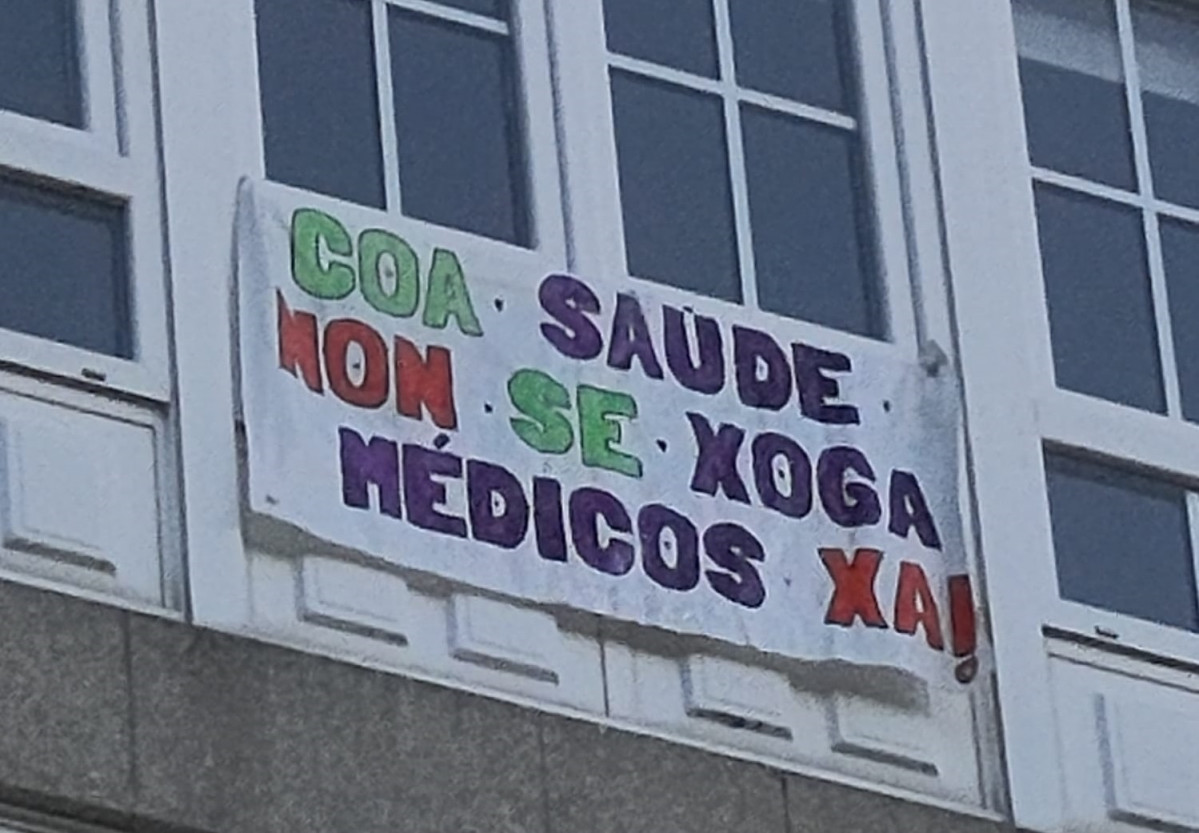 COA · SAÚDE ·
NON · SE · XOGA
MÉDICOS XA!